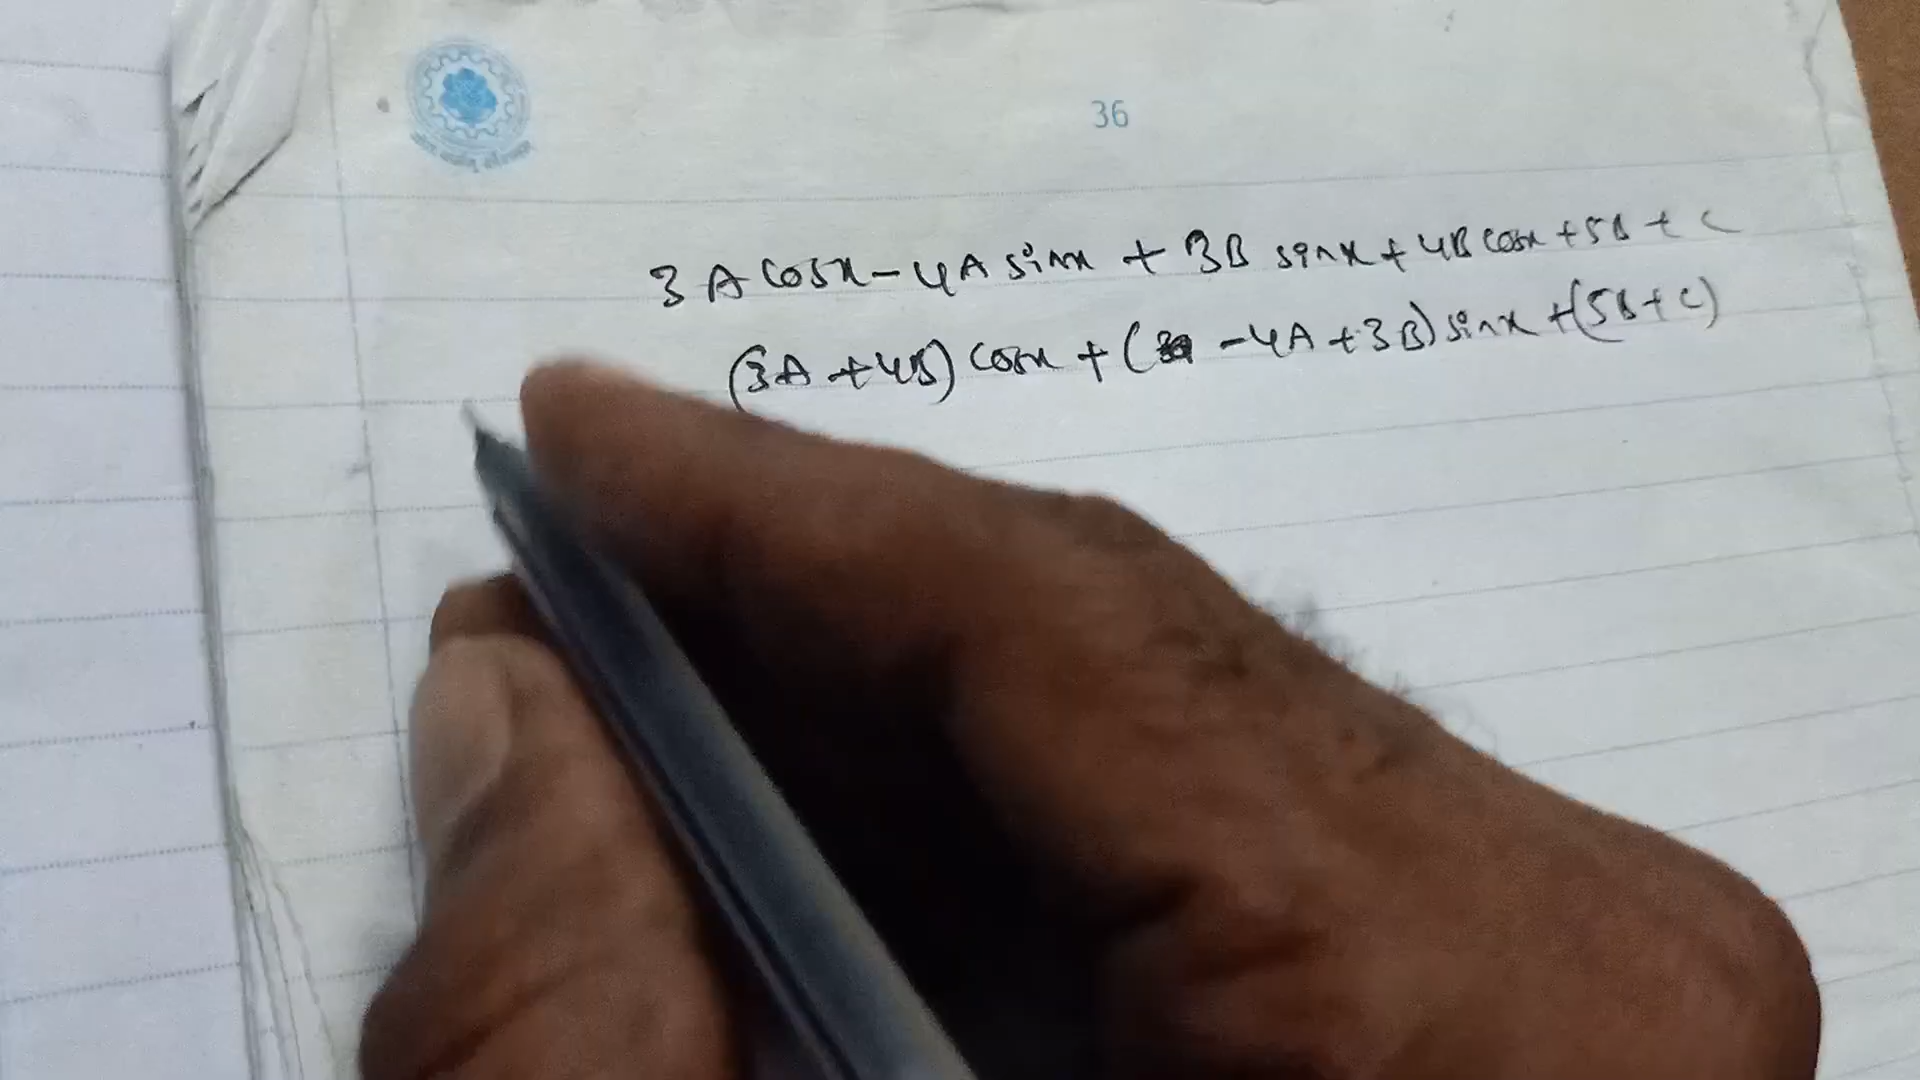 36
3A cosx - 4A sinx + 3B sinx + 4B cosx + 5B + C
(3A + 4B) cosx + ( -4A + 3B) sinx + (5B + C)